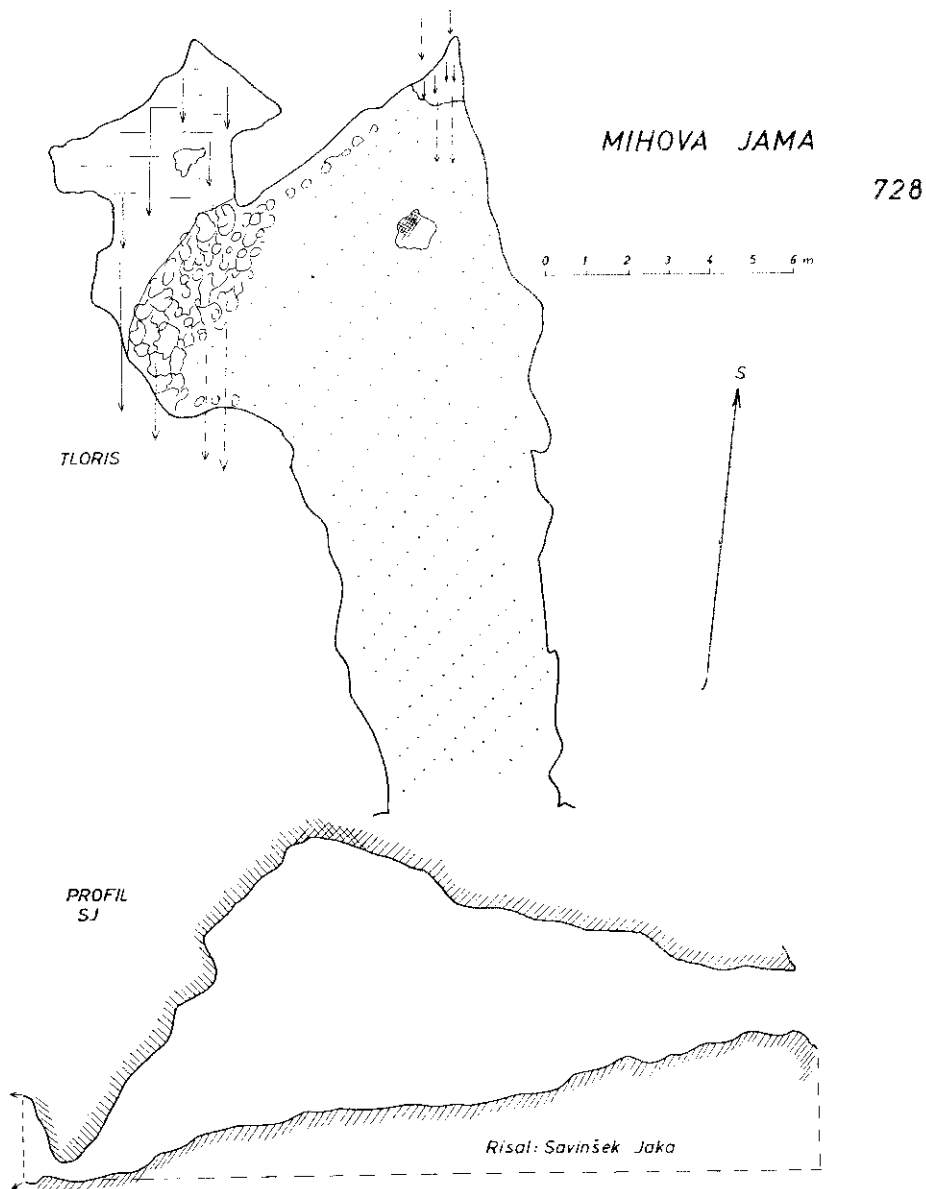 MIHOVA JAMA
728
0 1 2 3 4 5 6 m
S
TLORIS
PROFIL
SJ
Risal: Savinšek Jaka